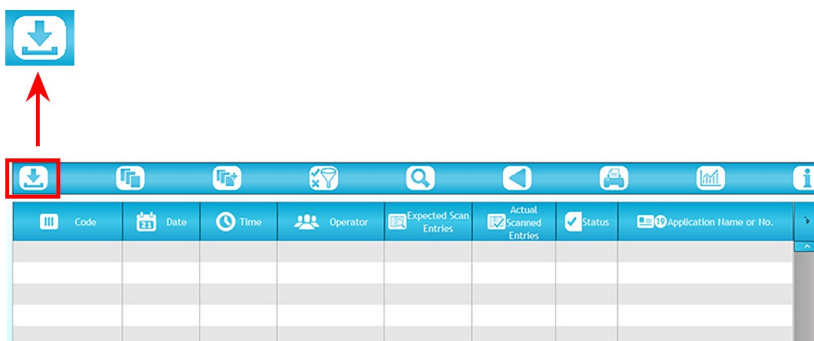 Code
21
Date
Time
Operator
Expected Scan
Entries
Actual
Scanned
Entries
Status
19
Application Name or No.